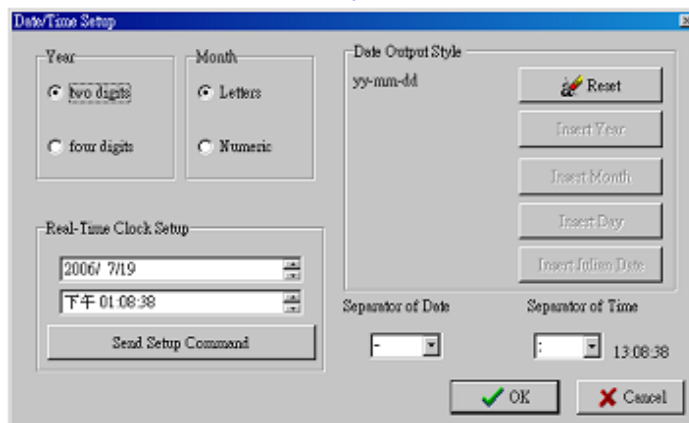 Date/Time Setup
Year
two digits
four digits
Month
Letters
Numeric
Date Output Style
yy-mm-dd
Reset
Insert Year
Insert Month
Insert Day
Insert Julian Date
Real-Time Clock Setup
2006/ 7/19
下午 01:08:38
Send Setup Command
Separator of Date
-
Separator of Time
:
13:08:38
OK
Cancel